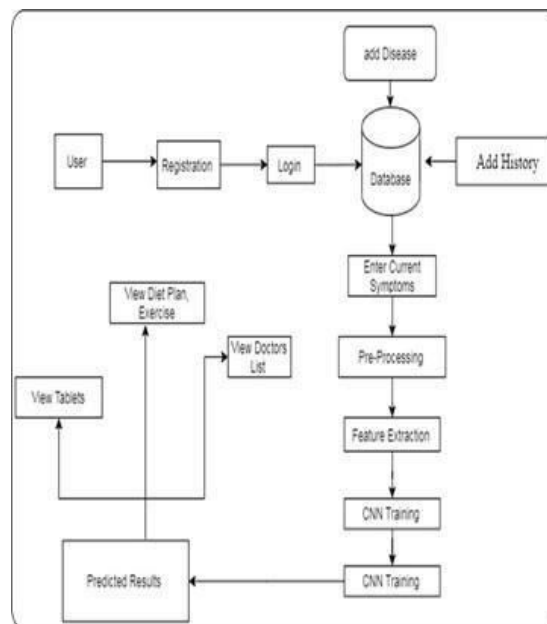 add Disease
User
Registration
Login
Database
Add History
Enter Current
Symptoms
View Diet Plan,
Exercise
View Doctors
List
Pre-Processing
View Tablets
Feature Extraction
CNN Training
Predicted Results
CNN Training